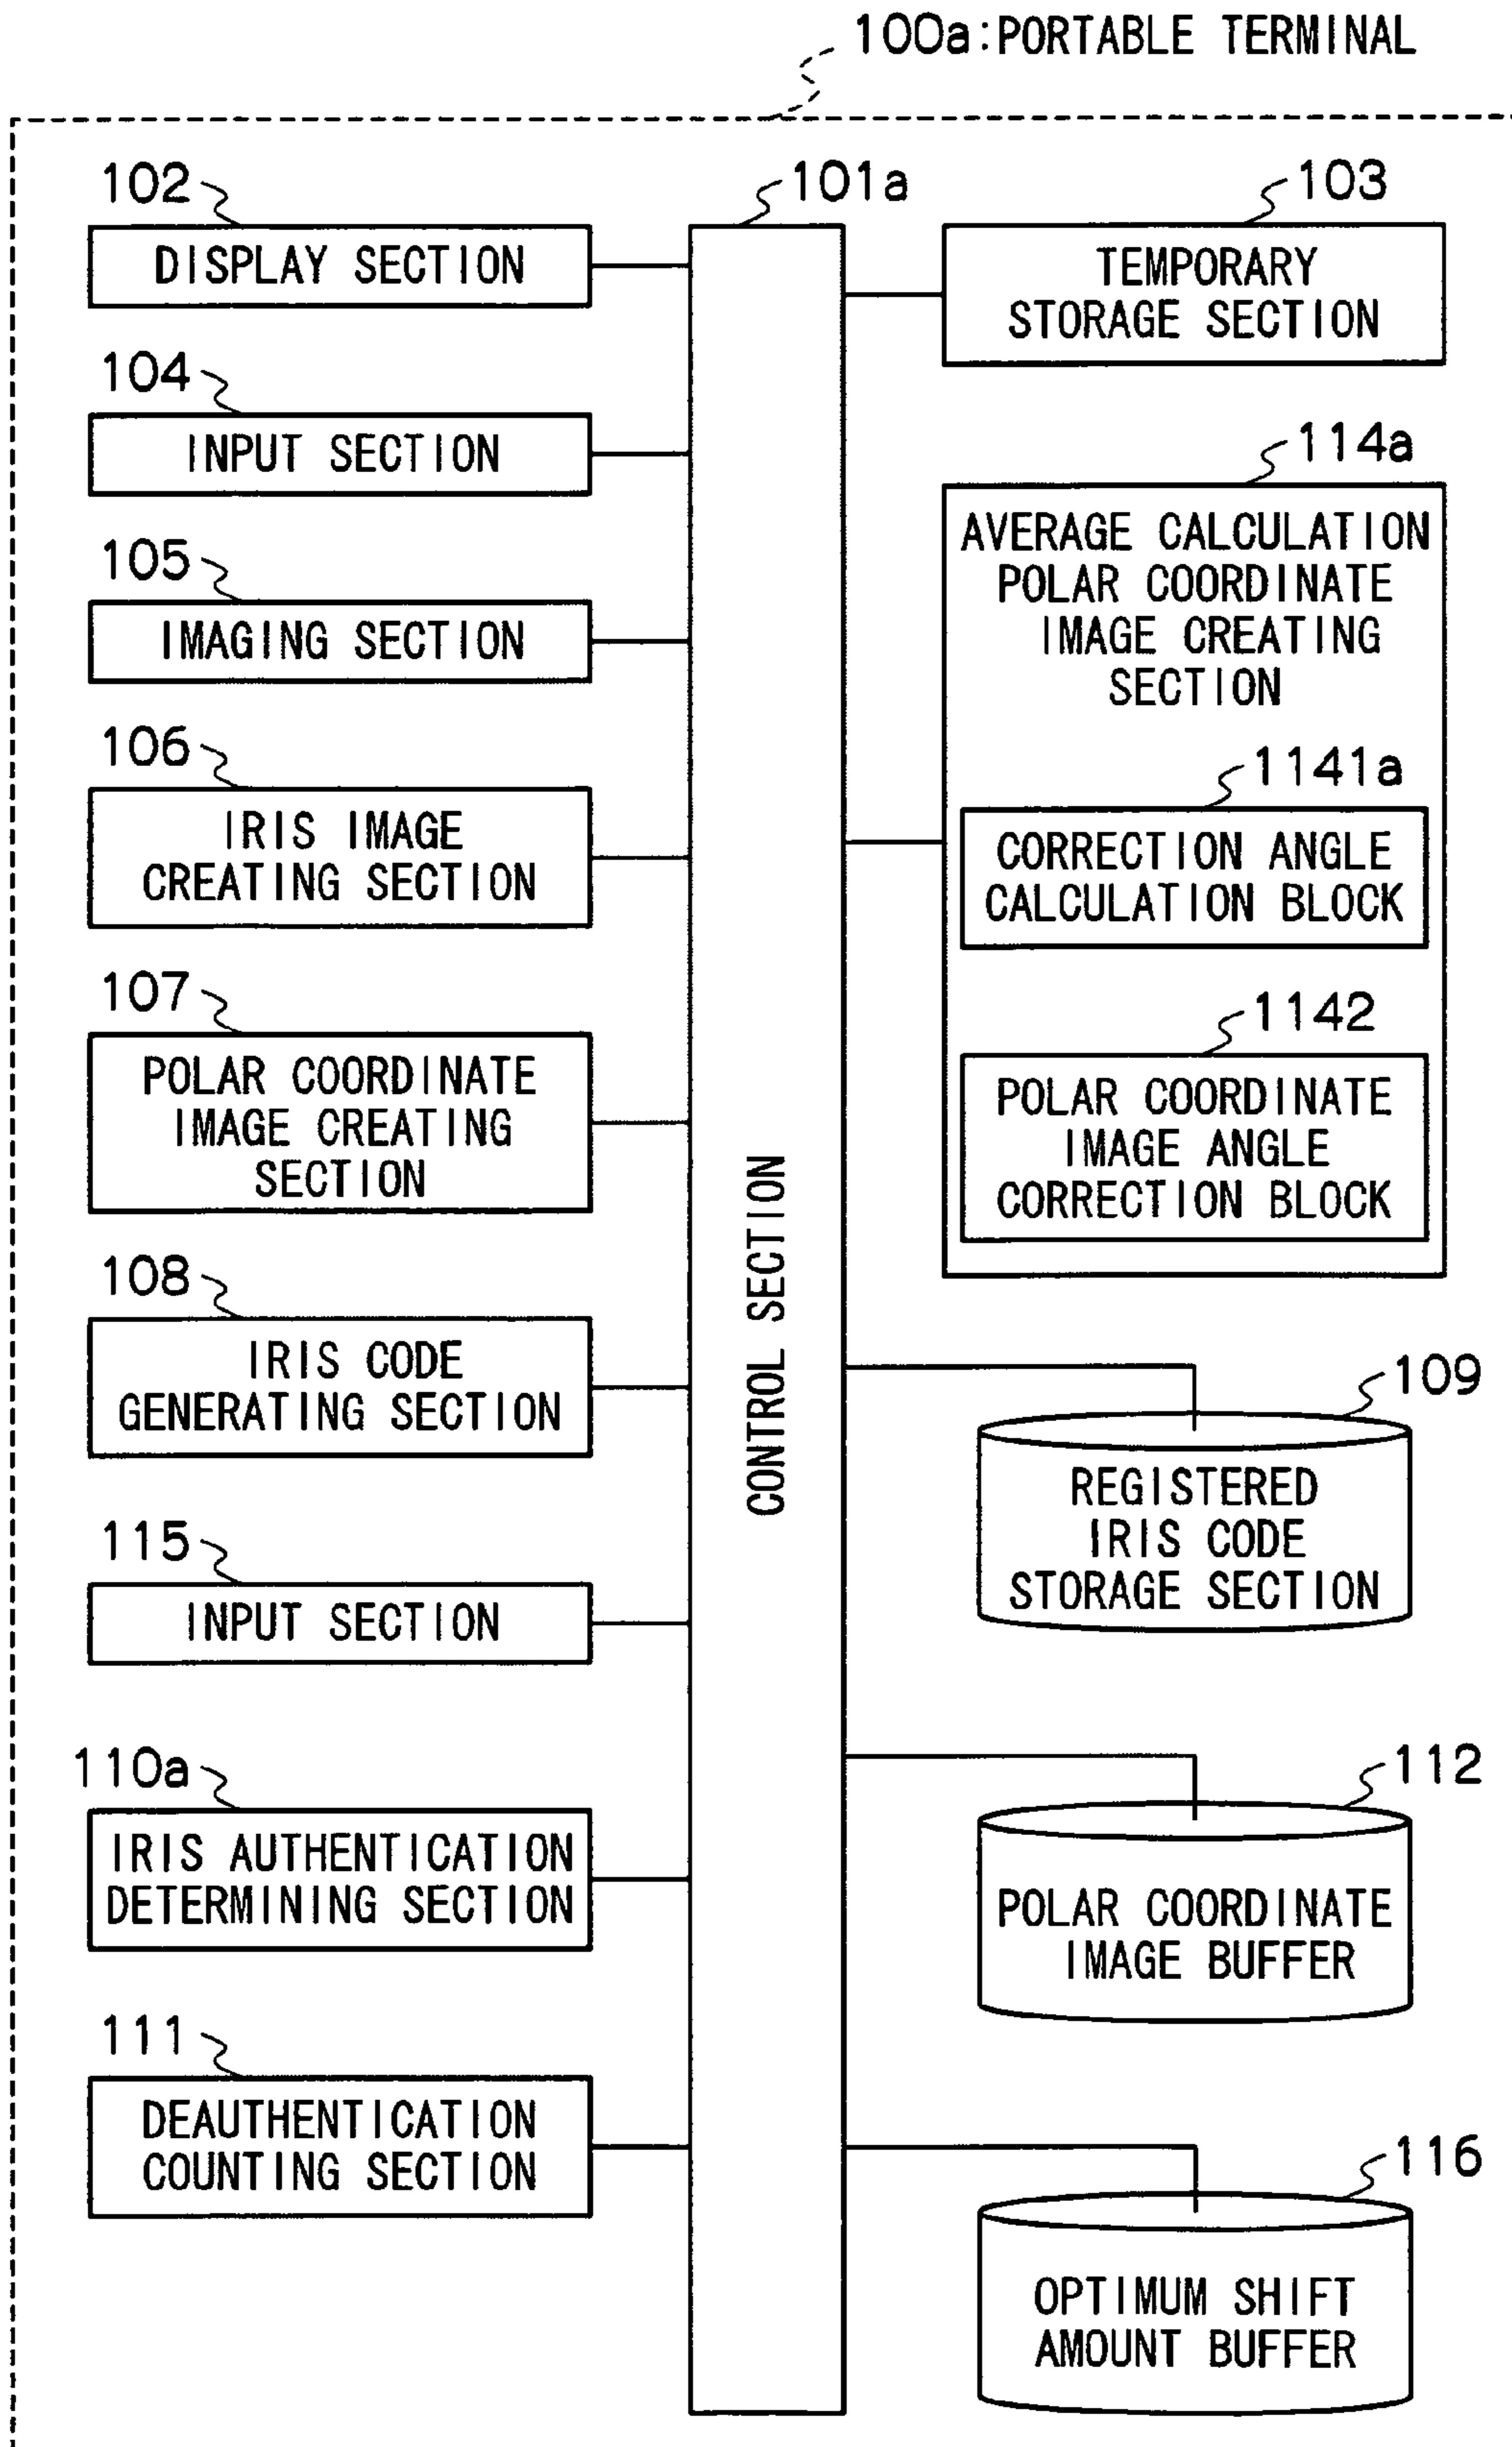 100a:PORTABLE TERMINAL
102
DISPLAY SECTION
104
INPUT SECTION
105
IMAGING SECTION
106
IRIS IMAGE
CREATING SECTION
107
POLAR COORDINATE
IMAGE CREATING
SECTION
108
IRIS CODE
GENERATING SECTION
115
INPUT SECTION
110a
IRIS AUTHENTICATION
DETERMINING SECTION
111
DEAUTHENTICATION
COUNTING SECTION
101a
CONTROL SECTION
103
TEMPORARY
STORAGE SECTION
114a
AVERAGE CALCULATION
POLAR COORDINATE
IMAGE CREATING
SECTION
1141a
CORRECTION ANGLE
CALCULATION BLOCK
1142
POLAR COORDINATE
IMAGE ANGLE
CORRECTION BLOCK
109
REGISTERED
IRIS CODE
STORAGE SECTION
112
POLAR COORDINATE
IMAGE BUFFER
116
OPTIMUM SHIFT
AMOUNT BUFFER